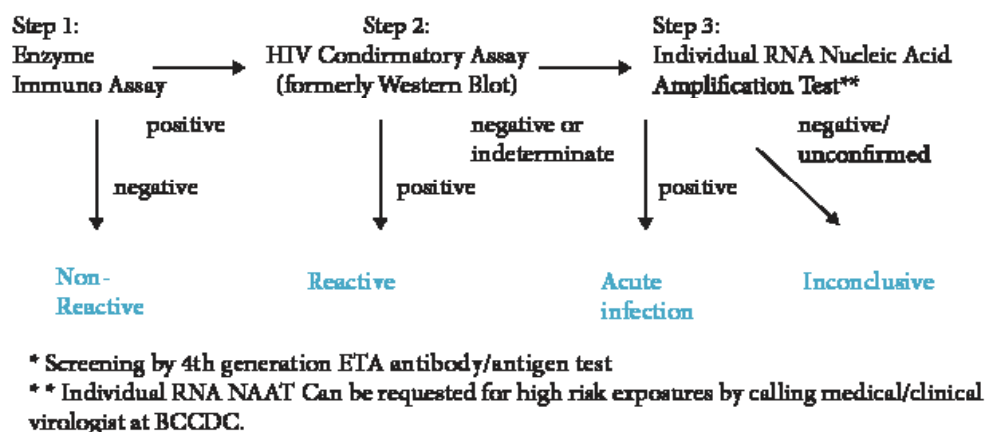 Step 1:
Enzyme
Immuno Assay
Step 2:
HIV Condirmatory Assay
(formerly Western Blot)
Step 3:
Individual RNA Nucleic Acid
Amplification Test**
positive
negative
negative or
indeterminate
positive
negative/
unconfirmed
positive
Non-
Reactive
Reactive
Acute
infection
Inconclusive
* Screening by 4th generation ETA antibody/antigen test
** Individual RNA NAAT Can be requested for high risk exposures by calling medical/clinical
virologist at BCCDC.